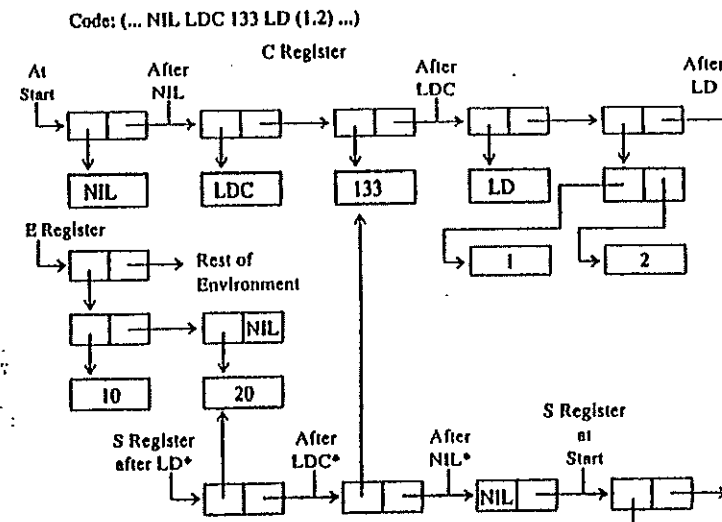 Code: (... NIL LDC 133 LD (1.2) ...)
C Register
At
Start
After
NIL
After
LDC
After
LD
NIL
LDC
133
LD
1
2
E Register
Rest of
Environment
NIL
10
20
S Register
after LD*
After
LDC*
After
NIL*
S Register
at
Start
NIL